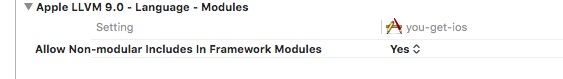 Apple LLVM 9.0 - Language - Modules
Setting you-get-ios
Allow Non-modular Includes In Framework Modules Yes